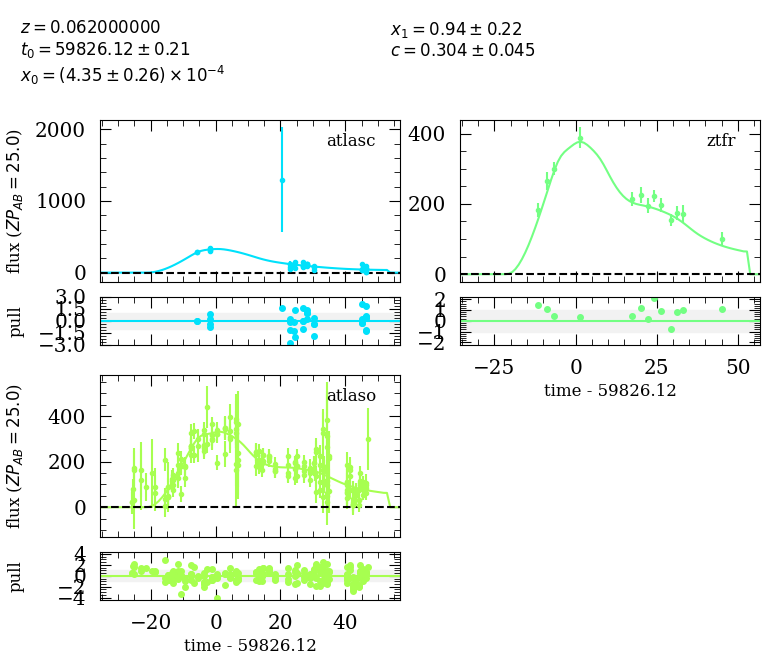 z = 0.062000000
t₀ = 59826.12 ± 0.21
x₀ = (4.35 ± 0.26) × 10⁻⁴
x₁ = 0.94 ± 0.22
c = 0.304 ± 0.045
atlasc
flux (ZP_AB = 25.0)
2000
1000
0
pull
3.0
1.5
0.0
−1.5
−3.0
ztfr
400
200
0
2
1
0
−1
−2
−25
0
25
50
time - 59826.12
atlaso
flux (ZP_AB = 25.0)
400
200
0
pull
4
2
0
−2
−4
−20
0
20
40
time - 59826.12